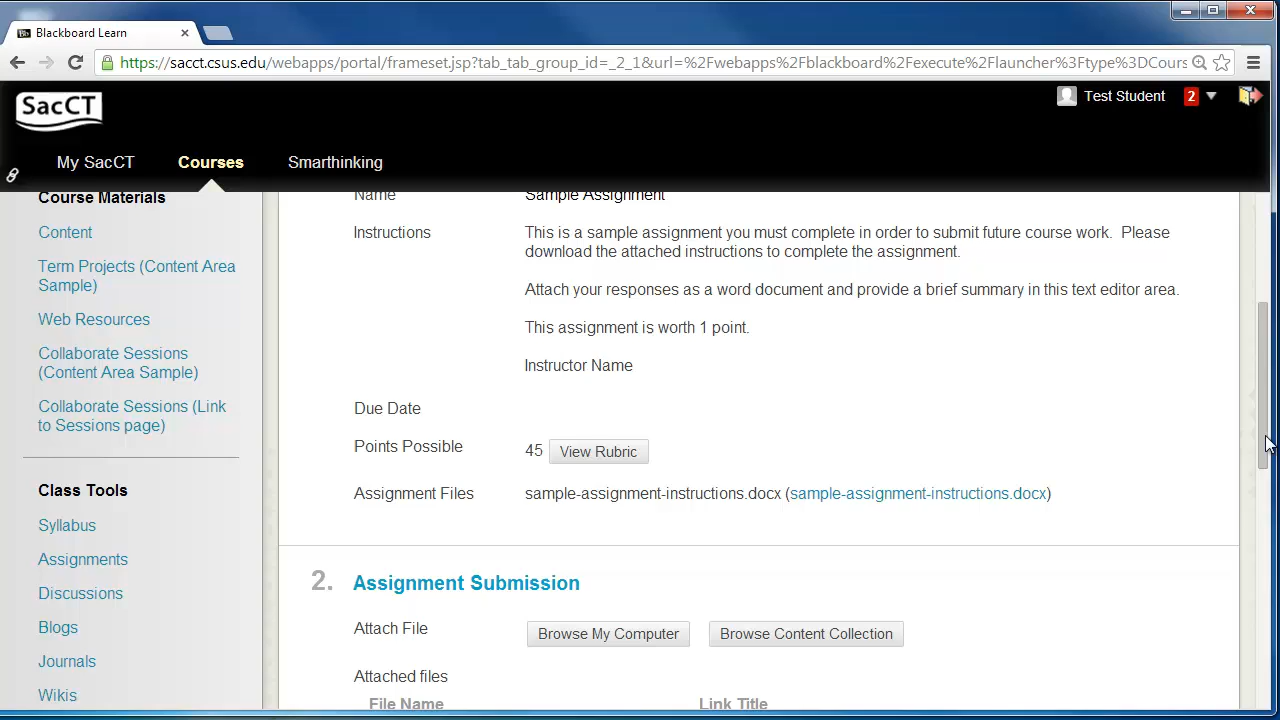 Blackboard Learn
https://sacct.csus.edu/webapps/portal/frameset.jsp?tab_tab_group_id=_2_1&url=%2Fwebapps%2Fblackboard%2Fexecute%2Flauncher%3Ftype%3DCours
SacCT
Test Student 2
My SacCT Courses Smarthinking
Course Materials
Content
Term Projects (Content Area
Sample)
Web Resources
Collaborate Sessions
(Content Area Sample)
Collaborate Sessions (Link
to Sessions page)
Class Tools
Syllabus
Assignments
Discussions
Blogs
Journals
Wikis
Name Sample Assignment
Instructions This is a sample assignment you must complete in order to submit future course work. Please
download the attached instructions to complete the assignment.
Attach your responses as a word document and provide a brief summary in this text editor area.
This assignment is worth 1 point.
Instructor Name
Due Date
Points Possible 45 View Rubric
Assignment Files sample-assignment-instructions.docx (sample-assignment-instructions.docx)
2. Assignment Submission
Attach File Browse My Computer Browse Content Collection
Attached files
File Name Link Title